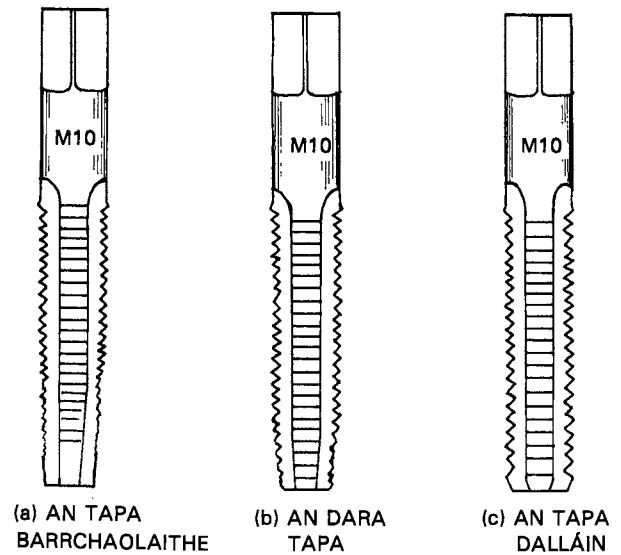 M10
M10
M10
(a) AN TAPA
BARRCHAOLAITHE
(b) AN DARA
TAPA
(c) AN TAPA
DALLÁIN